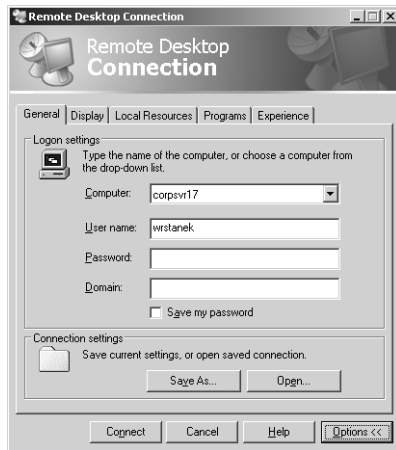 Remote Desktop Connection
Remote Desktop
Connection
General Display Local Resources Programs Experience
Logon settings
Type the name of the computer, or choose a computer from
the drop-down list.
Computer: corpsvr17
User name: wrstanek
Password:
Domain:
Save my password
Connection settings
Save current settings, or open saved connection.
Save As... Open...
Connect Cancel Help Options <<